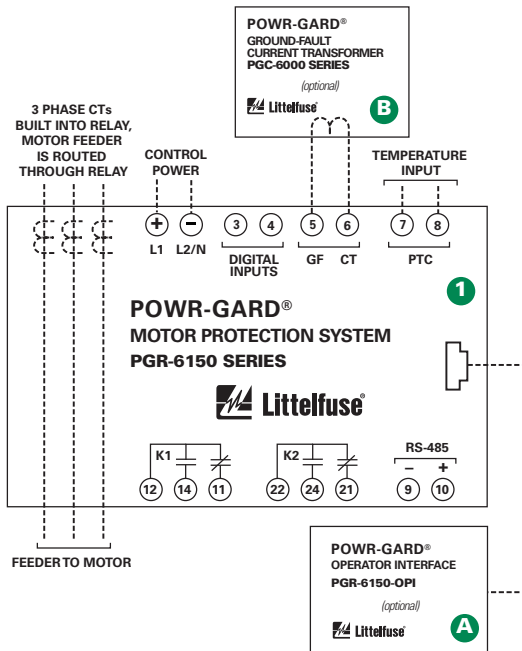 POWR-GARD®
GROUND-FAULT
CURRENT TRANSFORMER
PGC-6000 SERIES
(optional)
Littelfuse®
B
3 PHASE CTs
BUILT INTO RELAY,
MOTOR FEEDER
IS ROUTED
THROUGH RELAY
CONTROL
POWER
TEMPERATURE
INPUT
+ − 3 4 5 6 7 8
L1 L2/N
DIGITAL
INPUTS
GF CT
PTC
1
POWR-GARD®
MOTOR PROTECTION SYSTEM
PGR-6150 SERIES
Littelfuse®
K1
K2
RS-485
− +
12 14 11 22 24 21 9 10
FEEDER TO MOTOR
POWR-GARD®
OPERATOR INTERFACE
PGR-6150-OPI
(optional)
Littelfuse®
A